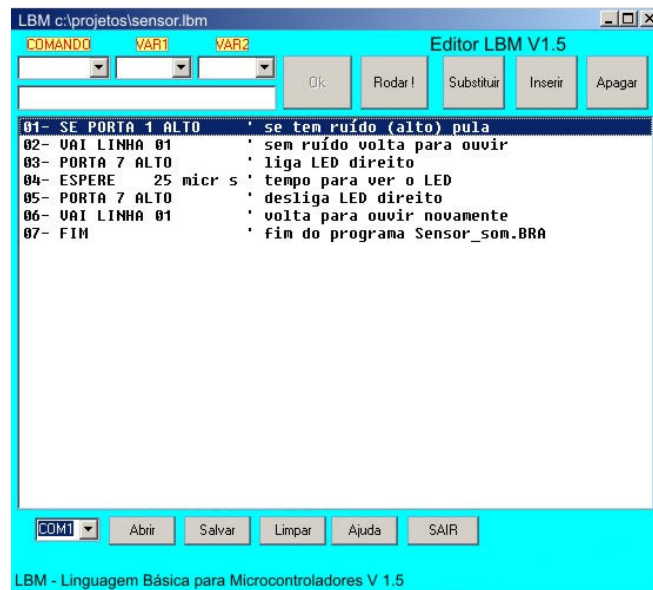 LBM c:\projetos\sensor.lbm
COMANDO VAR1 VAR2 Editor LBM V1.5
Ok Rodar ! Substituir Inserir Apagar
01- SE PORTA 1 ALTO ' se tem ruído (alto) pula
02- VAI LINHA 01 ' sem ruído volta para ouvir
03- PORTA 7 ALTO ' liga LED direito
04- ESPERE 25 micr s ' tempo para ver o LED
05- PORTA 7 ALTO ' desliga LED direito
06- VAI LINHA 01 ' volta para ouvir novamente
07- FIM ' fim do programa Sensor_som.BRA
COM1 Abrir Salvar Limpar Ajuda SAIR
LBM - Linguagem Básica para Microcontroladores V 1.5